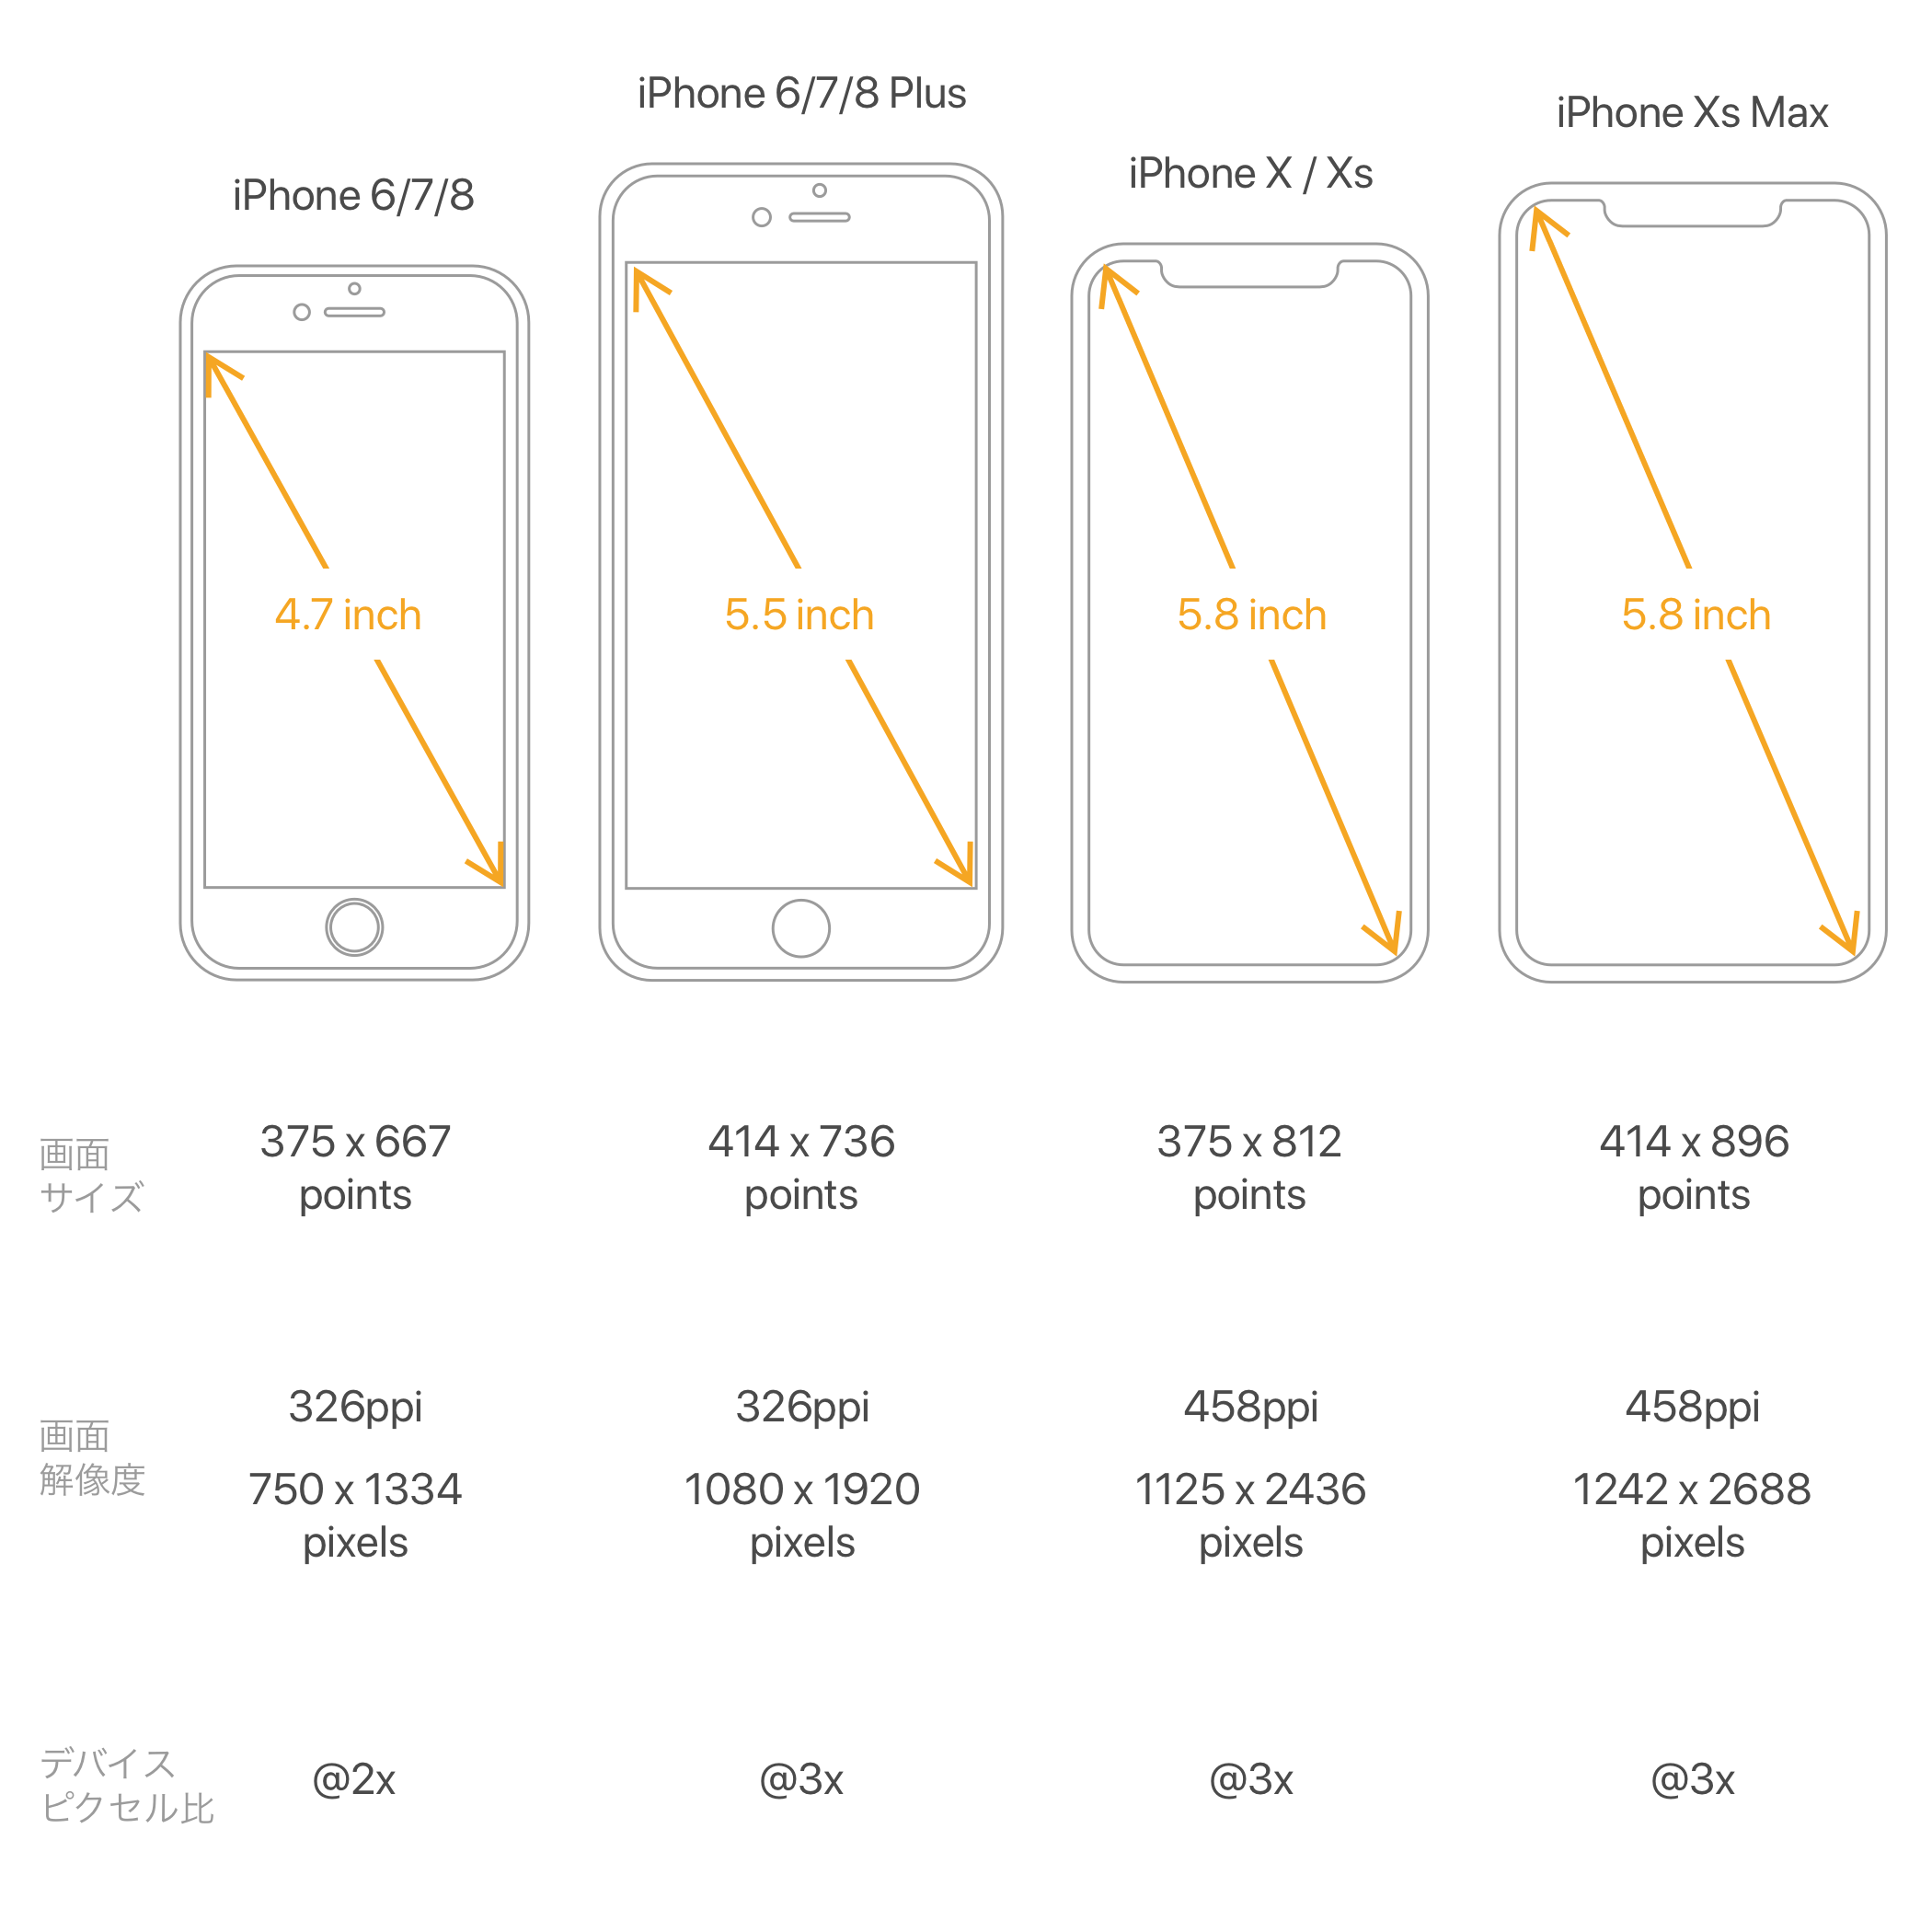 iPhone 6/7/8
iPhone 6/7/8 Plus
iPhone X / Xs
iPhone Xs Max
4.7 inch
5.5 inch
5.8 inch
5.8 inch
画面
サイズ
375 x 667
points
414 x 736
points
375 x 812
points
414 x 896
points
画面
解像度
326ppi
750 x 1334
pixels
326ppi
1080 x 1920
pixels
458ppi
1125 x 2436
pixels
458ppi
1242 x 2688
pixels
デバイス
ピクセル比
@2x
@3x
@3x
@3x